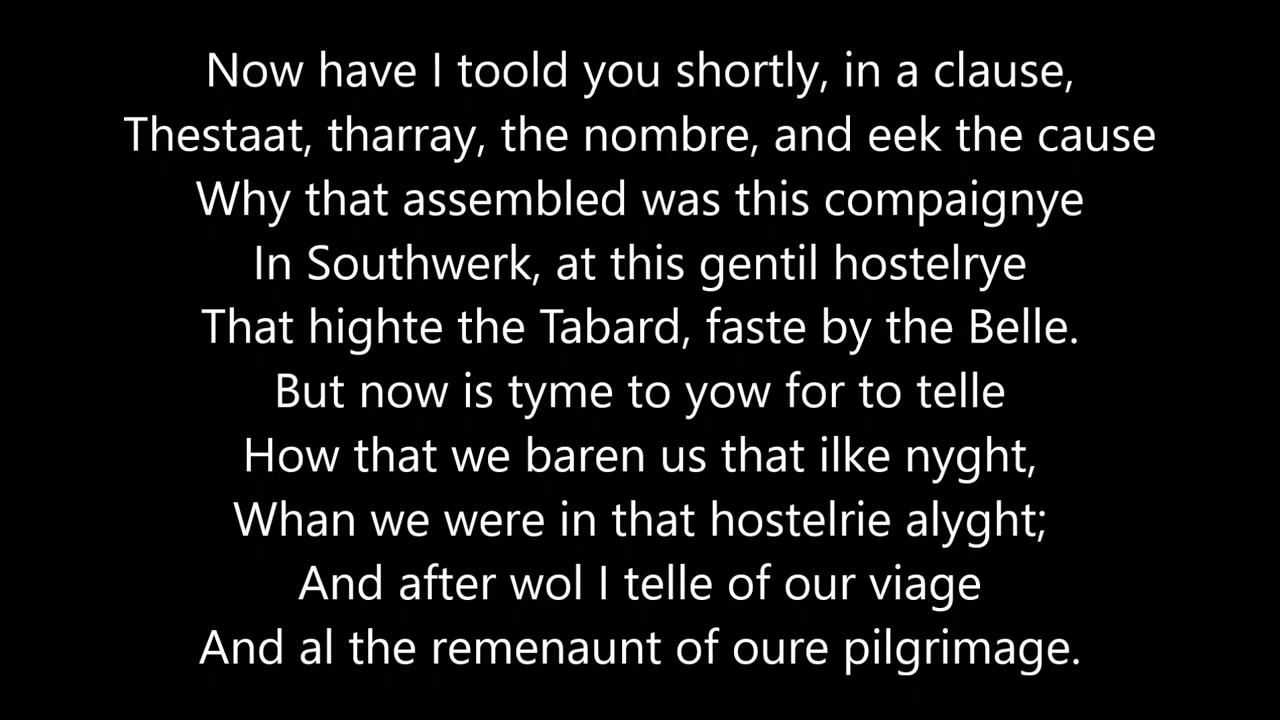 Now have I toold you shortly, in a clause,
Thestaat, tharray, the nombre, and eek the cause
Why that assembled was this compaignye
In Southwerk, at this gentil hostelrye
That highte the Tabard, faste by the Belle.
But now is tyme to yow for to telle
How that we baren us that ilke nyght,
Whan we were in that hostelrie alyght;
And after wol I telle of our viage
And al the remenaunt of oure pilgrimage.